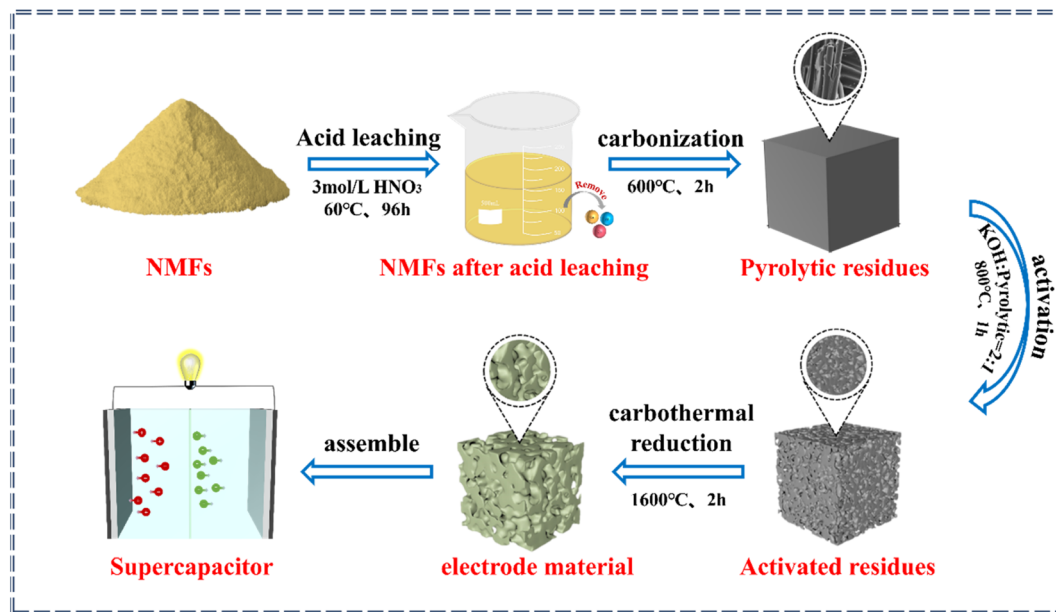 Acid leaching
3mol/L HNO₃
60℃、96h
Remove
carbonization
600℃、2h
NMFs
NMFs after acid leaching
Pyrolytic residues
activation
KOH:Pyrolytic=2:1
800℃、1h
carbothermal
reduction
1600℃、2h
assemble
Supercapacitor
electrode material
Activated residues